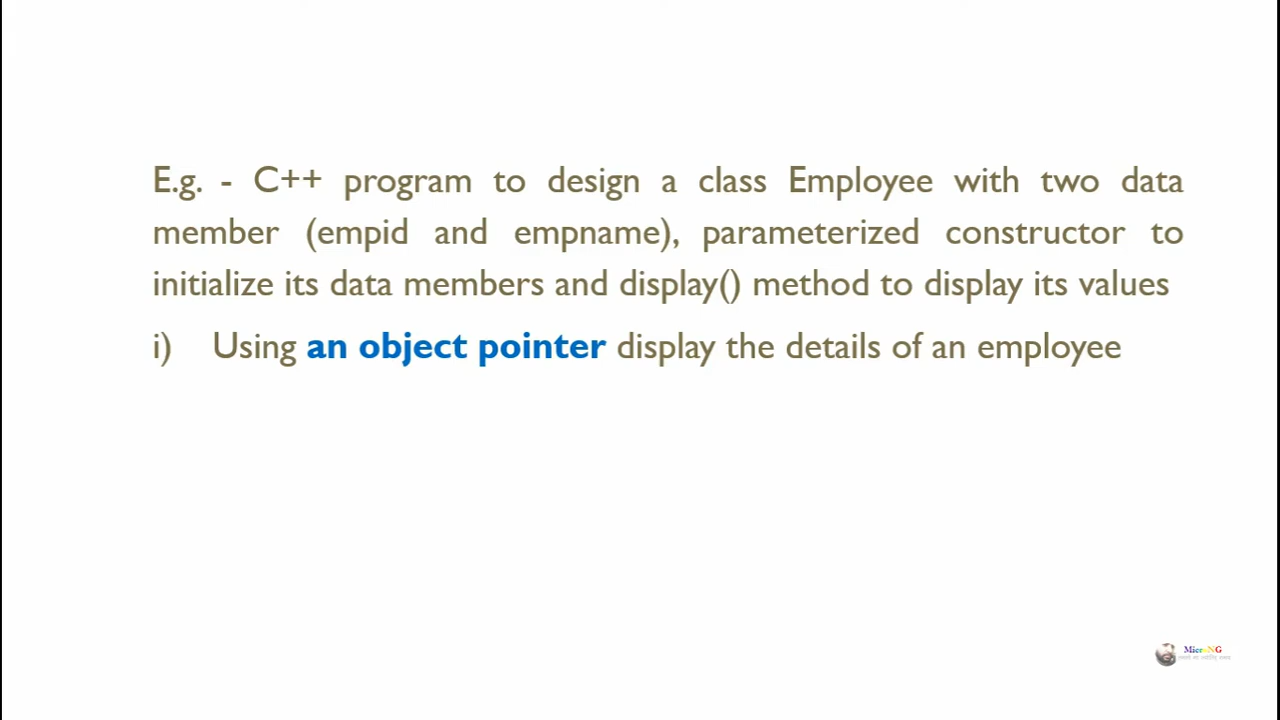 E.g. - C++ program to design a class Employee with two data
member (empid and empname), parameterized constructor to
initialize its data members and display() method to display its values
i) Using an object pointer display the details of an employee